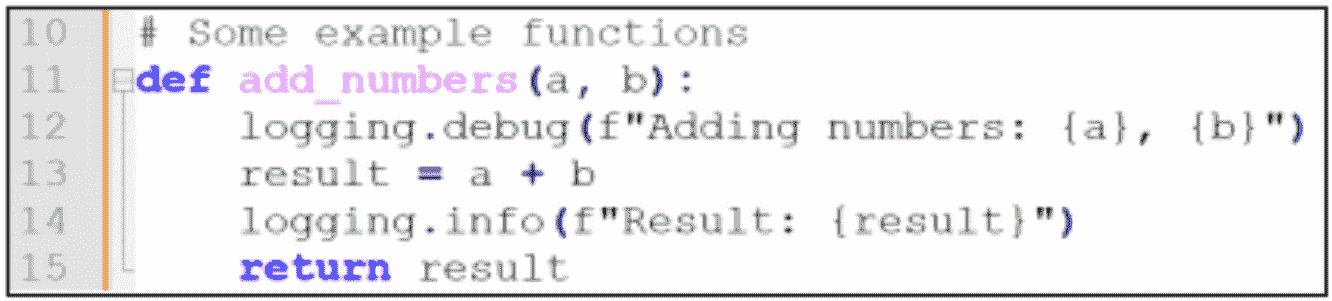 10 # Some example functions
11 def add_numbers(a, b):
12     logging.debug(f"Adding numbers: {a}, {b}")
13     result = a + b
14     logging.info(f"Result: {result}")
15     return result